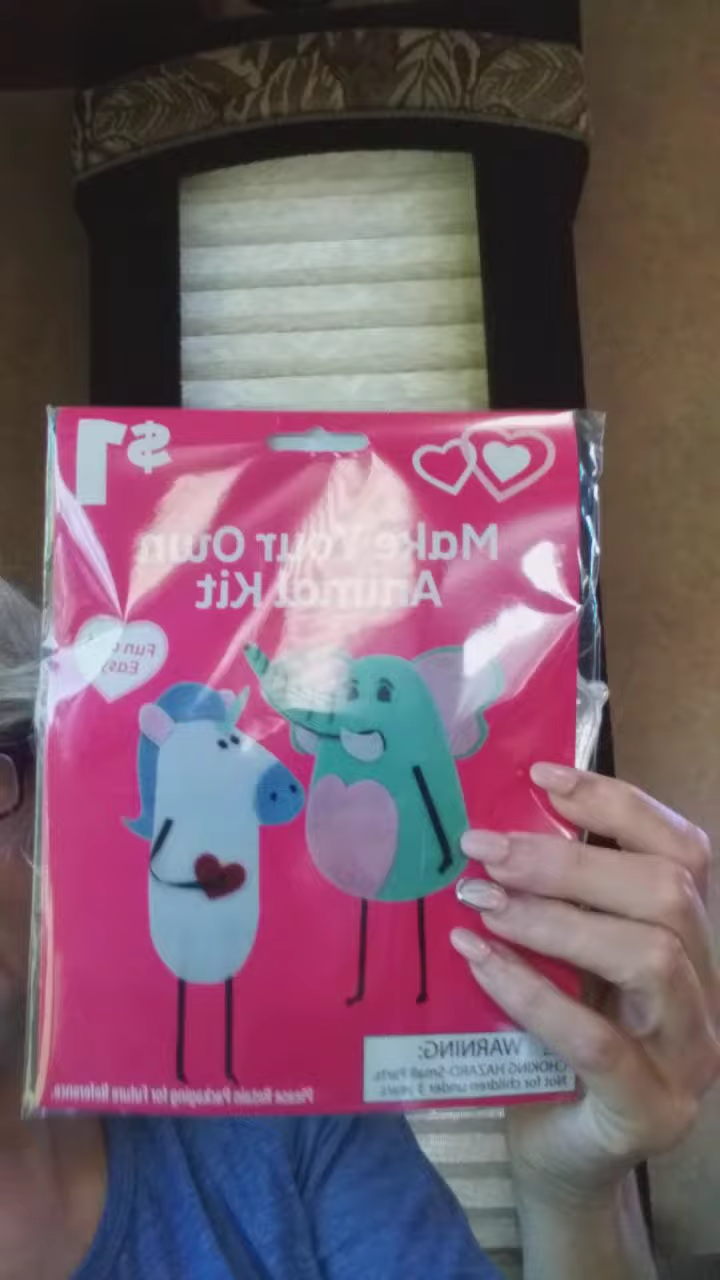 $1
Make Your Own
Animal Kit
Fun &
Easy
WARNING:
CHOKING HAZARD-Small Parts.
Not for children under 3 years.
Please Retain Packaging for Future Reference.